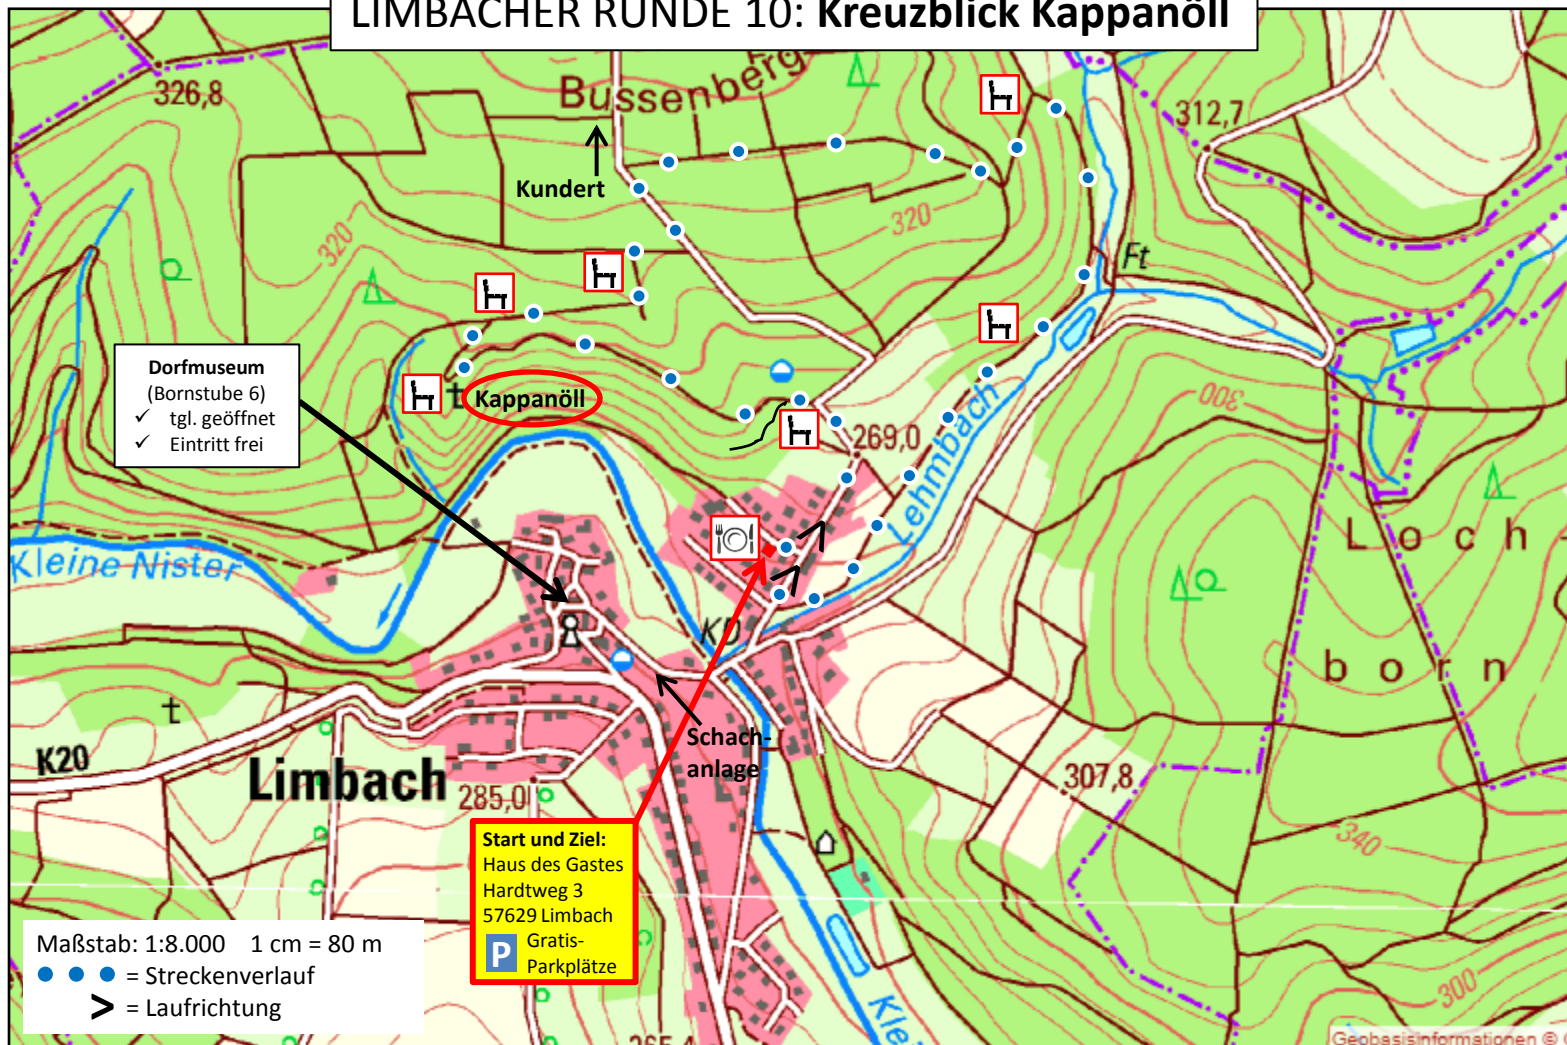 LIMBACHER RUNDE 10: Kreuzblick Kappanöll
326,8
Bussenberg
312,7
Kundert
320
320
Ft
Dorfmuseum
(Bornstube 6)
✓ tgl. geöffnet
✓ Eintritt frei
Kappanöll
300
269,0
Lehmbach
Loch-
Kleine Nister
KD
born
Schach-
anlage
K20
Limbach
285,0
307,8
340
Start und Ziel:
Haus des Gastes
Hardtweg 3
57629 Limbach
P Gratis-
Parkplätze
Maßstab: 1:8.000 1 cm = 80 m
= Streckenverlauf
> = Laufrichtung
300
265,4
Geobasisinformationen ©